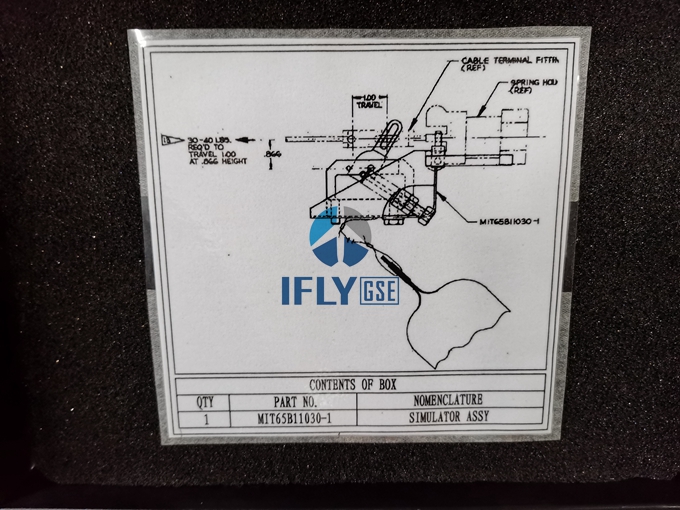 CABLE TERMINAL FITTIN
(REF)
SPRING HOU
(REF)
1.00
TRAVEL
30-40 LBS.
REQ'D TO
TRAVEL 1.00
AT .866 HEIGHT
.866
MIT65B11030-1
IFLY GSE
CONTENTS OF BOX
QTY PART NO. NOMENCLATURE
1 MIT65B11030-1 SIMULATOR ASSY